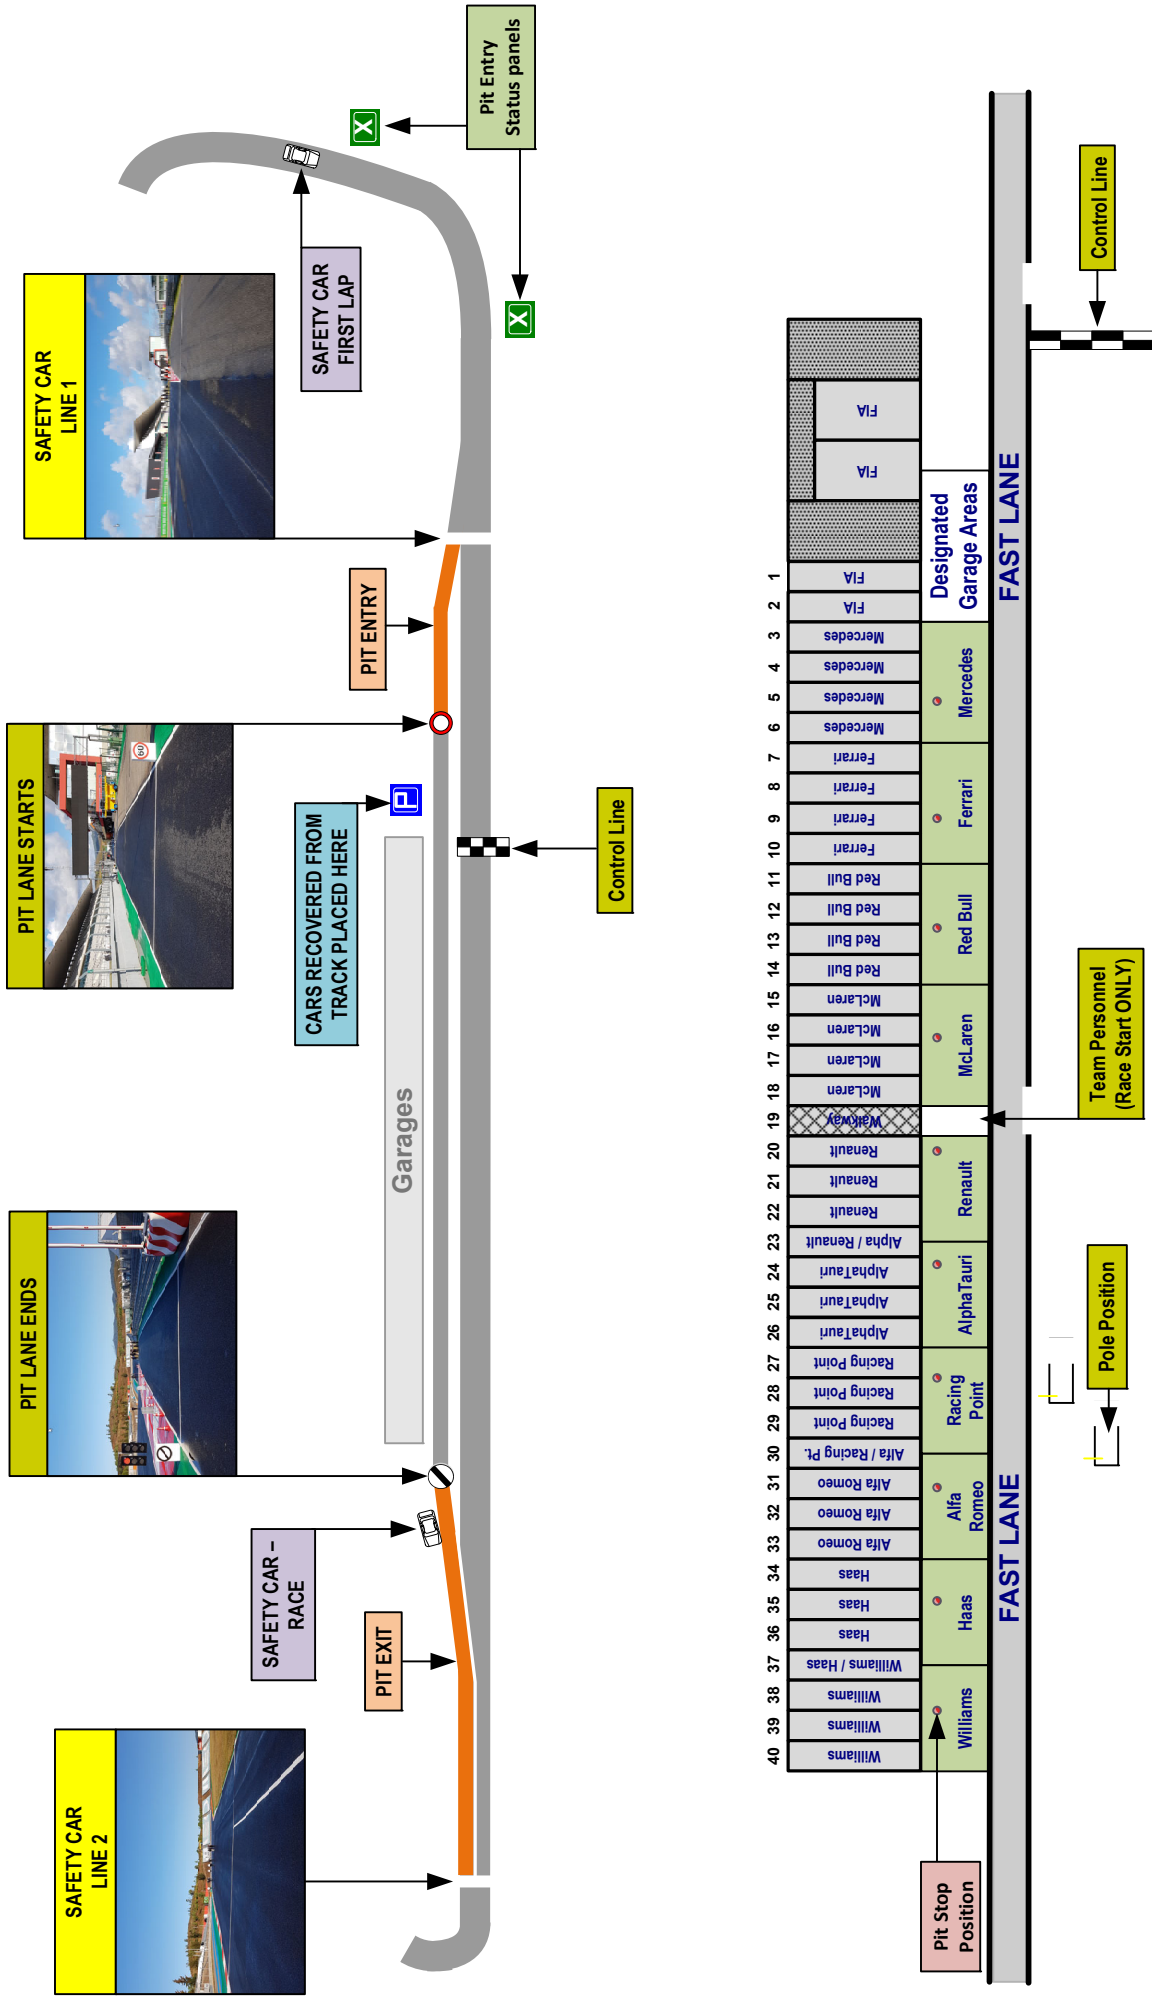 SAFETY CAR
LINE 2
PIT LANE ENDS
PIT LANE STARTS
60
SAFETY CAR
LINE 1
SAFETY CAR –
RACE
PIT EXIT
CARS RECOVERED FROM
TRACK PLACED HERE
P
PIT ENTRY
SAFETY CAR
FIRST LAP
X
X
Pit Entry
Status panels
Garages
Control Line
40
39
38
37
36
35
34
33
32
31
30
29
28
27
26
25
24
23
22
21
20
19
18
17
16
15
14
13
12
11
10
9
8
7
6
5
4
3
2
1
Williams
Williams
Williams
Williams / Haas
Haas
Haas
Haas
Alfa Romeo
Alfa Romeo
Alfa Romeo
Alfa / Racing Pt.
Racing Point
Racing Point
Racing Point
AlphaTauri
AlphaTauri
AlphaTauri
Alpha / Renault
Renault
Renault
Renault
Walkway
McLaren
McLaren
McLaren
McLaren
Red Bull
Red Bull
Red Bull
Red Bull
Ferrari
Ferrari
Ferrari
Ferrari
Mercedes
Mercedes
Mercedes
Mercedes
FIA
FIA
FIA
FIA
Williams
Haas
Alfa
Romeo
Racing
Point
AlphaTauri
Renault
McLaren
Red Bull
Ferrari
Mercedes
Designated
Garage Areas
Pit Stop
Position
FAST LANE
FAST LANE
Pole Position
Team Personnel
(Race Start ONLY)
Control Line